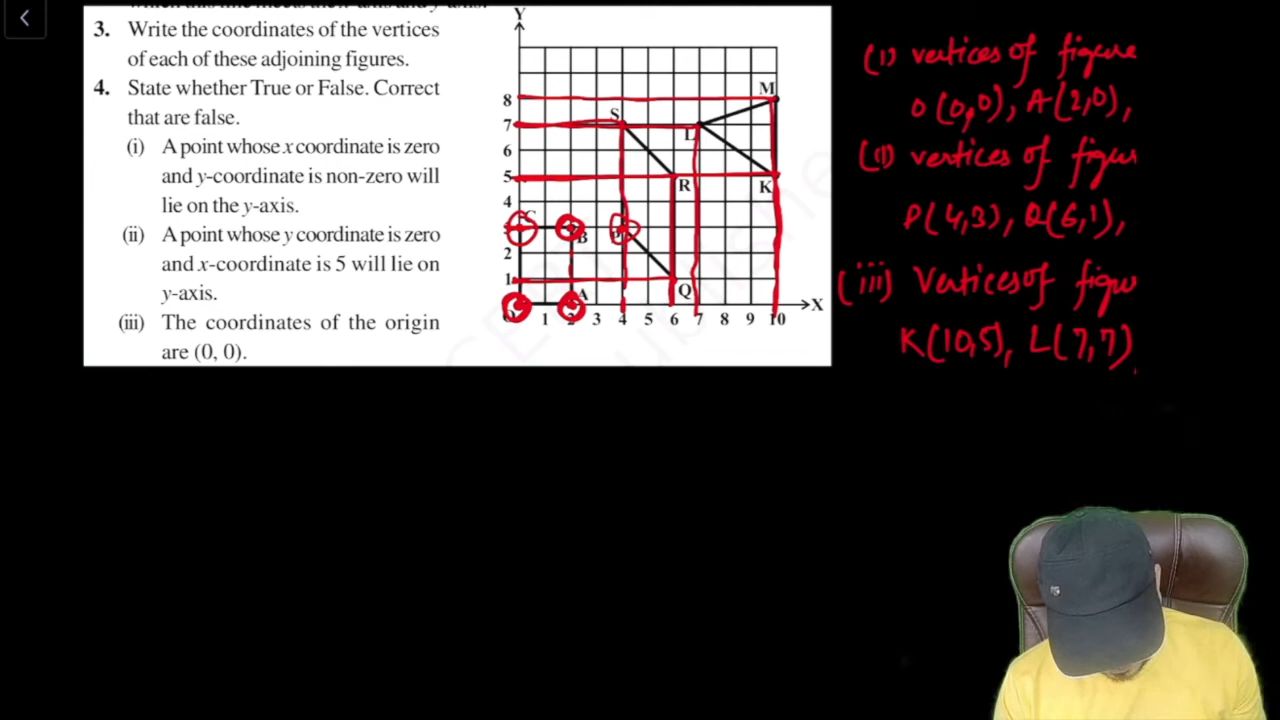 3. Write the coordinates of the vertices
of each of these adjoining figures.
4. State whether True or False. Correct
that are false.
(i) A point whose x coordinate is zero
and y-coordinate is non-zero will
lie on the y-axis.
(ii) A point whose y coordinate is zero
and x-coordinate is 5 will lie on
y-axis.
(iii) The coordinates of the origin
are (0, 0).
Y
8
7
6
5
4
3
2
1
S
M
L
R
K
C
B
P
A
Q
1 2 3 4 5 6 7 8 9 10 X
(i) vertices of figure
O(0,0), A(2,0),
(ii) vertices of figur
P(4,3), Q(6,1),
(iii) Vertices of figu
K(10,5), L(7,7)